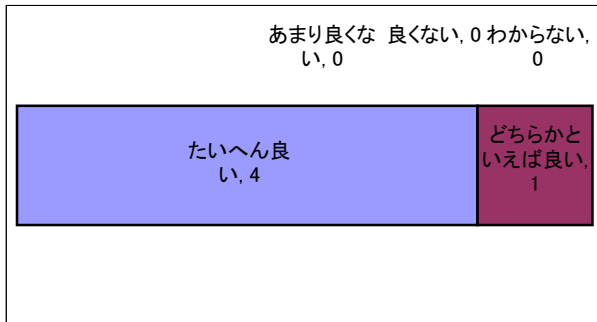 あまり良くな
い, 0
良くない, 0
わからない,
0
たいへん良
い, 4
どちらかと
いえば良い,
1